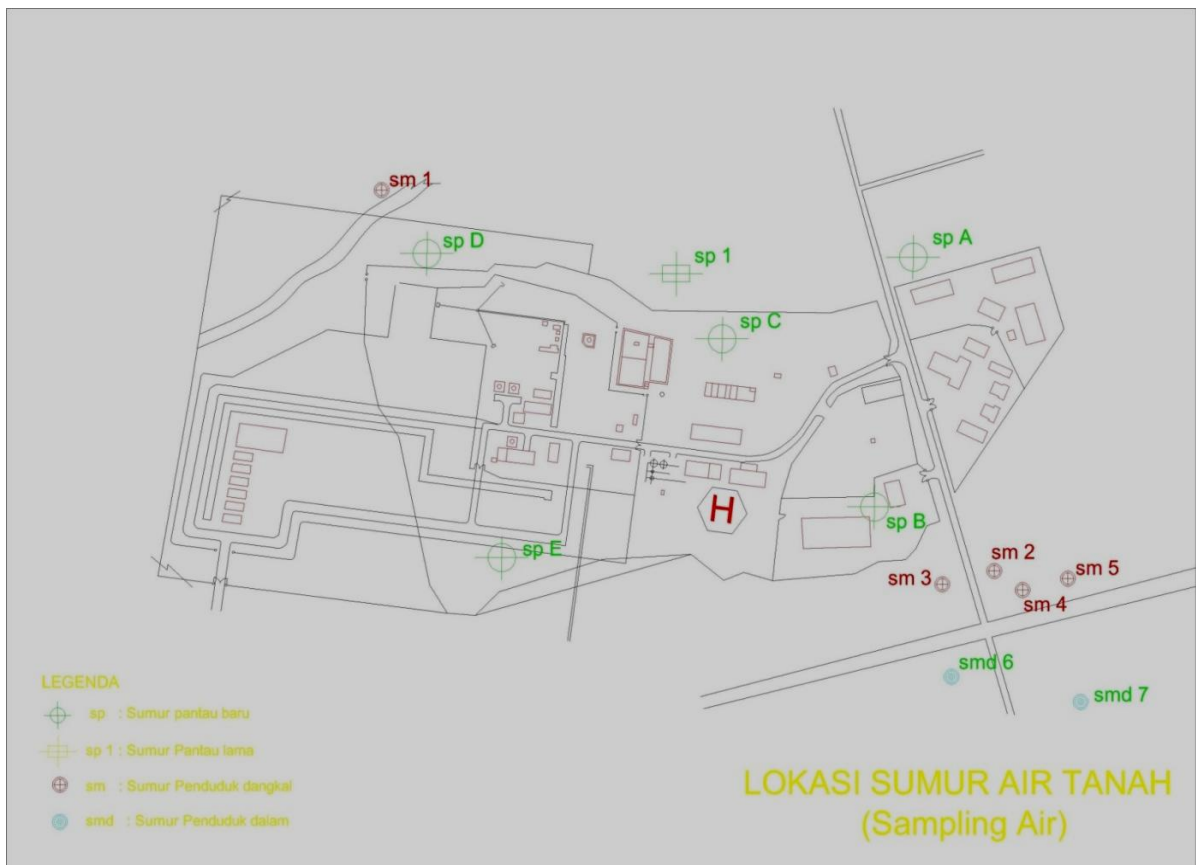 sm 1
sp D
sp 1
sp A
sp C
H
sp B
sp E
sm 2
sm 3
sm 5
sm 4
smd 6
smd 7
LEGENDA
sp : Sumur pantau baru
sp 1 : Sumur Pantau lama
sm : Sumur Penduduk dangkal
smd : Sumur Penduduk dalam
LOKASI SUMUR AIR TANAH
(Sampling Air)